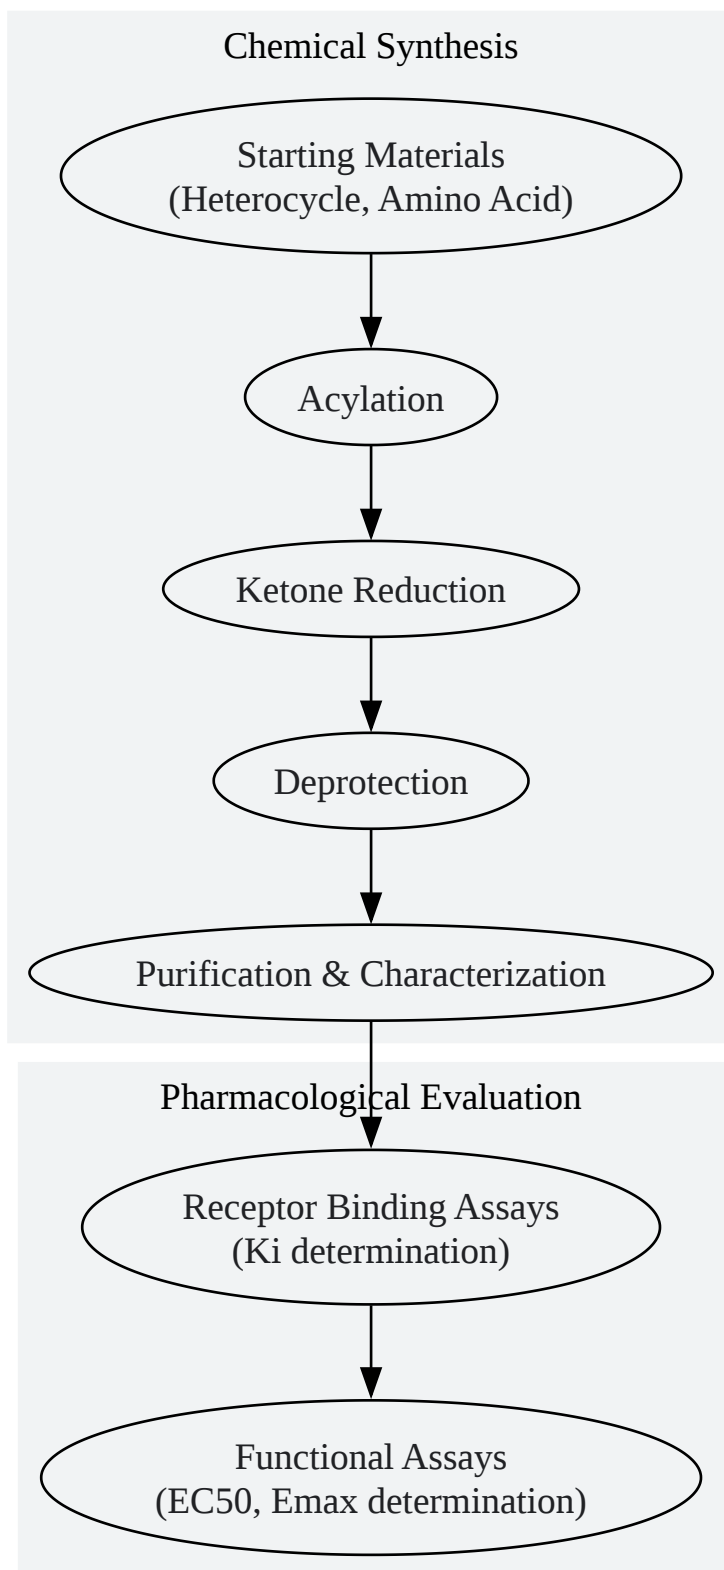 Chemical Synthesis
Starting Materials
(Heterocycle, Amino Acid)
Acylation
Ketone Reduction
Deprotection
Purification & Characterization
Pharmacological Evaluation
Receptor Binding Assays
(Ki determination)
Functional Assays
(EC50, Emax determination)